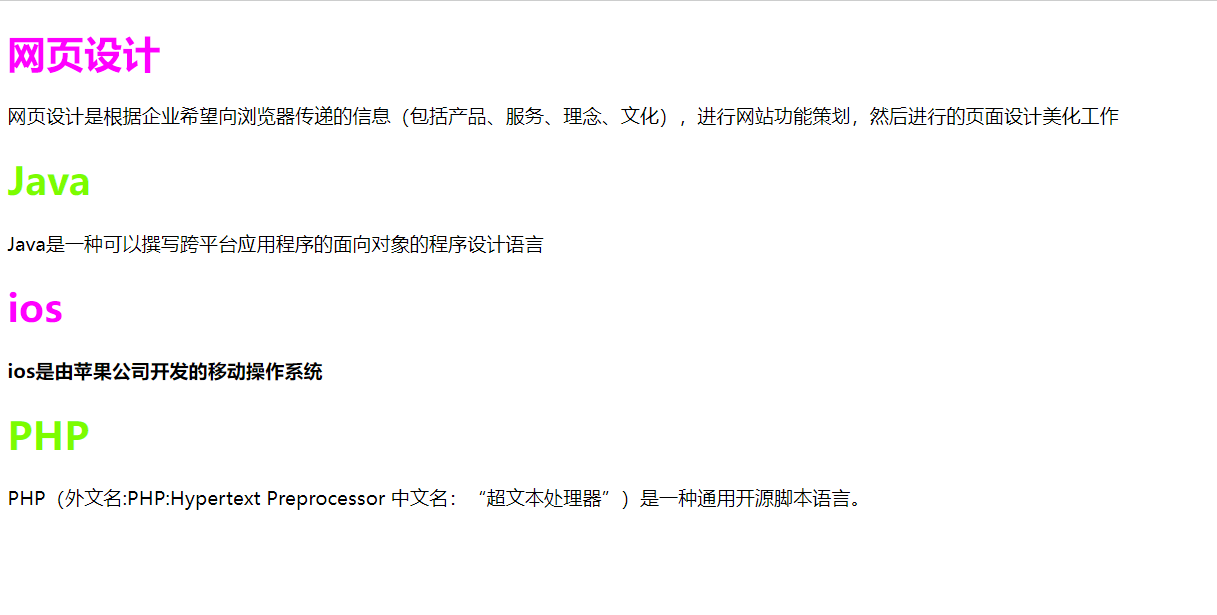 网页设计
网页设计是根据企业希望向浏览器传递的信息（包括产品、服务、理念、文化），进行网站功能策划，然后进行的页面设计美化工作
Java
Java是一种可以撰写跨平台应用程序的面向对象的程序设计语言
ios
ios是由苹果公司开发的移动操作系统
PHP
PHP（外文名:PHP:Hypertext Preprocessor 中文名：“超文本处理器”）是一种通用开源脚本语言。